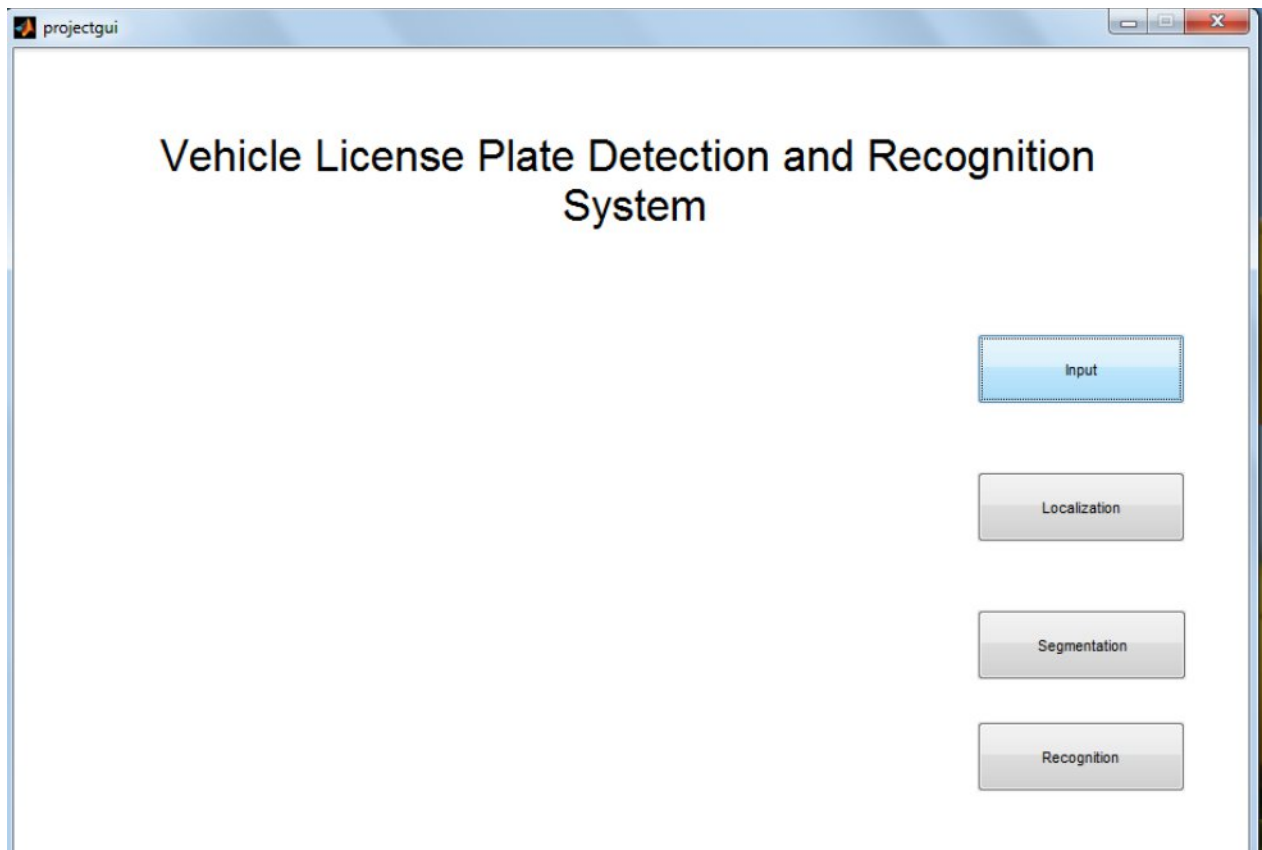 projectgui
Vehicle License Plate Detection and Recognition
System
Input
Localization
Segmentation
Recognition